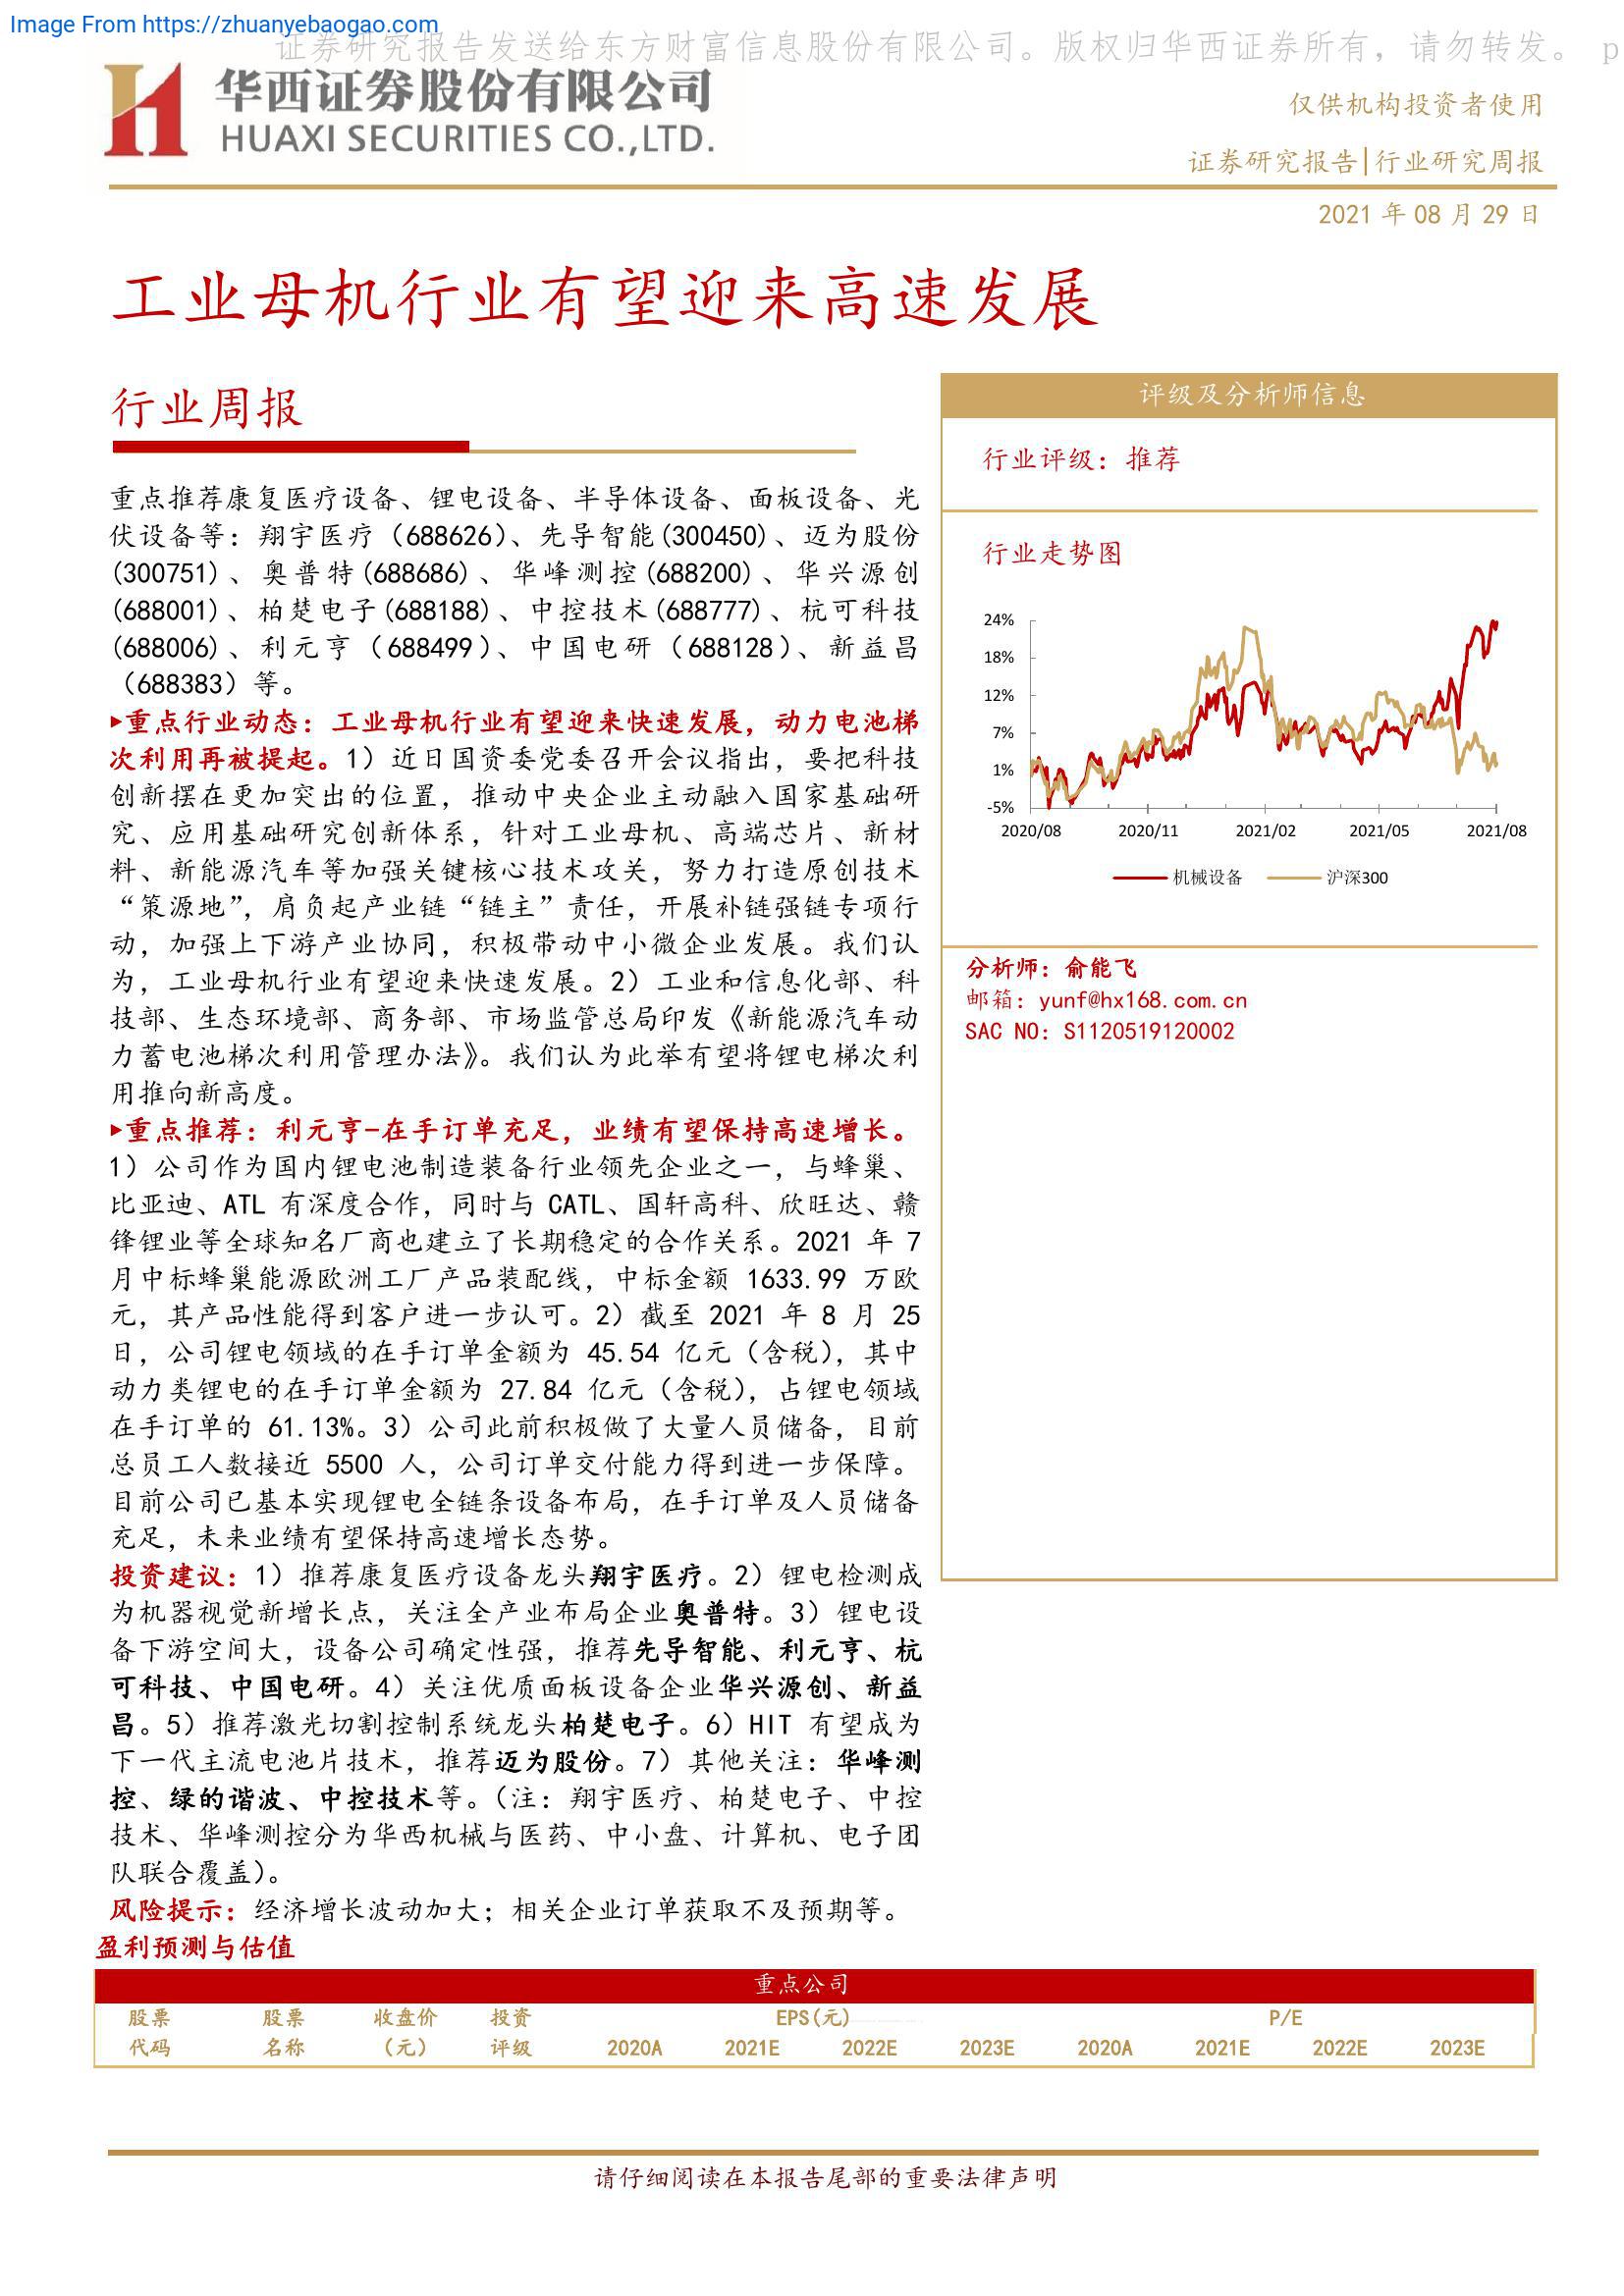 Image From https://zhuanyebaogao.com
证券研究报告发送给东方财富信息股份有限公司。版权归华西证券所有，请勿转发。 p
华西证券股份有限公司
HUAXI SECURITIES CO.,LTD.
仅供机构投资者使用
证券研究报告|行业研究周报
2021 年 08 月 29 日
工业母机行业有望迎来高速发展
行业周报
重点推荐康复医疗设备、锂电设备、半导体设备、面板设备、光
伏设备等：翔宇医疗（688626）、先导智能(300450)、迈为股份
(300751)、奥普特(688686)、华峰测控(688200)、华兴源创
(688001)、柏楚电子(688188)、中控技术(688777)、杭可科技
(688006)、利元亨（688499）、中国电研（688128）、新益昌
（688383）等。
▶重点行业动态：工业母机行业有望迎来快速发展，动力电池梯
次利用再被提起。1）近日国资委党委召开会议指出，要把科技
创新摆在更加突出的位置，推动中央企业主动融入国家基础研
究、应用基础研究创新体系，针对工业母机、高端芯片、新材
料、新能源汽车等加强关键核心技术攻关，努力打造原创技术
“策源地”，肩负起产业链“链主”责任，开展补链强链专项行
动，加强上下游产业协同，积极带动中小微企业发展。我们认
为，工业母机行业有望迎来快速发展。2）工业和信息化部、科
技部、生态环境部、商务部、市场监管总局印发《新能源汽车动
力蓄电池梯次利用管理办法》。我们认为此举有望将锂电梯次利
用推向新高度。
▶重点推荐：利元亨-在手订单充足，业绩有望保持高速增长。
1）公司作为国内锂电池制造装备行业领先企业之一，与蜂巢、
比亚迪、ATL 有深度合作，同时与 CATL、国轩高科、欣旺达、赣
锋锂业等全球知名厂商也建立了长期稳定的合作关系。2021 年 7
月中标蜂巢能源欧洲工厂产品装配线，中标金额 1633.99 万欧
元，其产品性能得到客户进一步认可。2）截至 2021 年 8 月 25
日，公司锂电领域的在手订单金额为 45.54 亿元（含税），其中
动力类锂电的在手订单金额为 27.84 亿元（含税），占锂电领域
在手订单的 61.13%。3）公司此前积极做了大量人员储备，目前
总员工人数接近 5500 人，公司订单交付能力得到进一步保障。
目前公司已基本实现锂电全链条设备布局，在手订单及人员储备
充足，未来业绩有望保持高速增长态势。
投资建议：1）推荐康复医疗设备龙头翔宇医疗。2）锂电检测成
为机器视觉新增长点，关注全产业布局企业奥普特。3）锂电设
备下游空间大，设备公司确定性强，推荐先导智能、利元亨、杭
可科技、中国电研。4）关注优质面板设备企业华兴源创、新益
昌。5）推荐激光切割控制系统龙头柏楚电子。6）HIT 有望成为
下一代主流电池片技术，推荐迈为股份。7）其他关注：华峰测
控、绿的谐波、中控技术等。（注：翔宇医疗、柏楚电子、中控
技术、华峰测控分为华西机械与医药、中小盘、计算机、电子团
队联合覆盖）。
风险提示：经济增长波动加大；相关企业订单获取不及预期等。
评级及分析师信息
行业评级：推荐
行业走势图
24%
18%
12%
7%
1%
-5%
2020/08 2020/11 2021/02 2021/05 2021/08
机械设备 沪深300
分析师：俞能飞
邮箱：yunf@hx168.com.cn
SAC NO：S1120519120002
盈利预测与估值
重点公司
股票 股票 收盘价 投资 EPS(元) P/E
代码 名称 （元） 评级 2020A 2021E 2022E 2023E 2020A 2021E 2022E 2023E
请仔细阅读在本报告尾部的重要法律声明